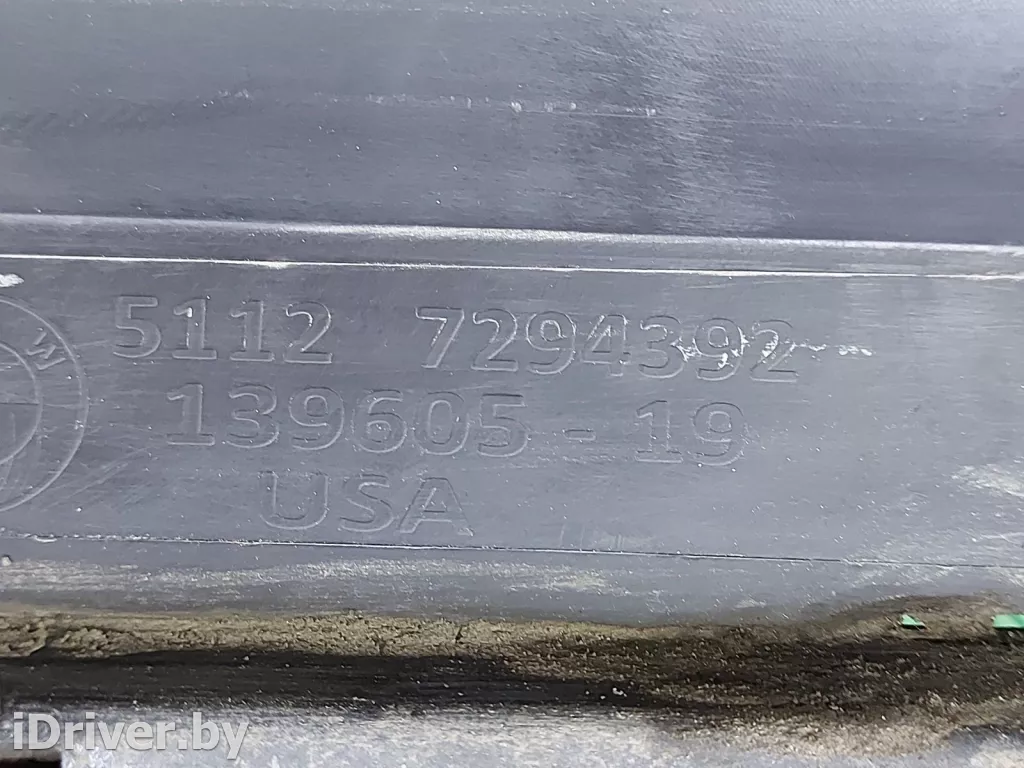 5112 7294392
W
139605 - 19
USA
iDriver.by